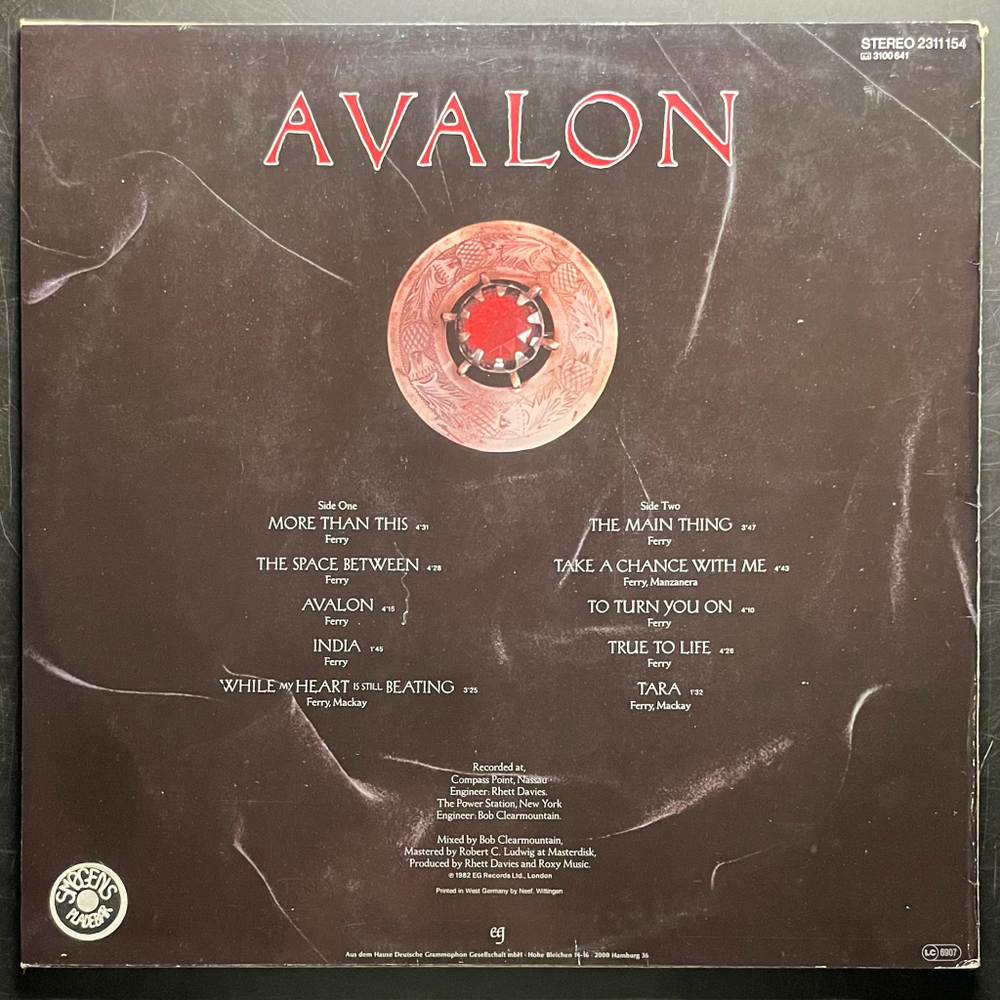 STEREO 2311154
3100 641
AVALON
Side One
MORE THAN THIS 4'31
Ferry
THE SPACE BETWEEN 4'28
Ferry
AVALON 4'15
Ferry
INDIA 1'45
Ferry
WHILE MY HEART IS STILL BEATING 3'25
Ferry, Mackay
Side Two
THE MAIN THING 3'47
Ferry
TAKE A CHANCE WITH ME 4'43
Ferry, Manzanera
TO TURN YOU ON 4'10
Ferry
TRUE TO LIFE 4'26
Ferry
TARA 1'32
Ferry, Mackay
Recorded at,
Compass Point, Nassau
Engineer: Rhett Davies.
The Power Station, New York
Engineer: Bob Clearmountain.
Mixed by Bob Clearmountain,
Mastered by Robert C. Ludwig at Masterdisk,
Produced by Rhett Davies and Roxy Music.
℗ 1982 EG Records Ltd., London
Printed in West Germany by Neef. Wittingen
SNOGENS
PLADEBAR
eg
Aus dem Hause Deutsche Grammophon Gesellschaft mbH · Hohe Bleichen 14-16 · 2000 Hamburg 36
LC 6907